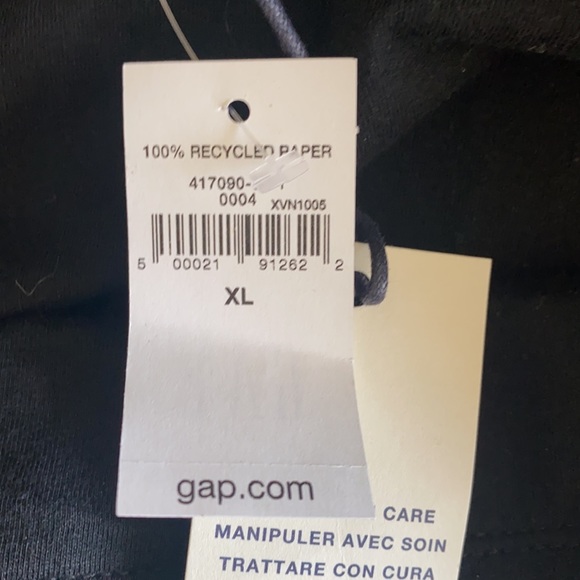 100% RECYCLED PAPER
417090-
0004 XVN1005
5 00021 91262 2
XL
gap.com
CARE
MANIPULER AVEC SOIN
TRATTARE CON CURA